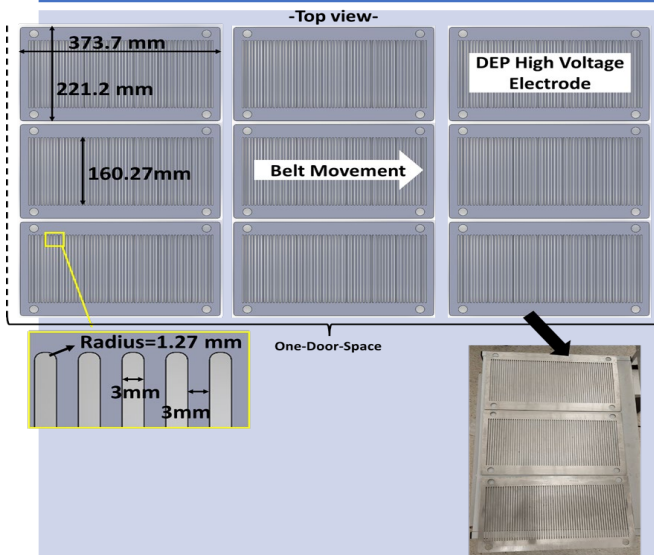 -Top view-
373.7 mm
221.2 mm
DEP High Voltage
Electrode
160.27mm
Belt Movement
One-Door-Space
Radius=1.27 mm
3mm
3mm